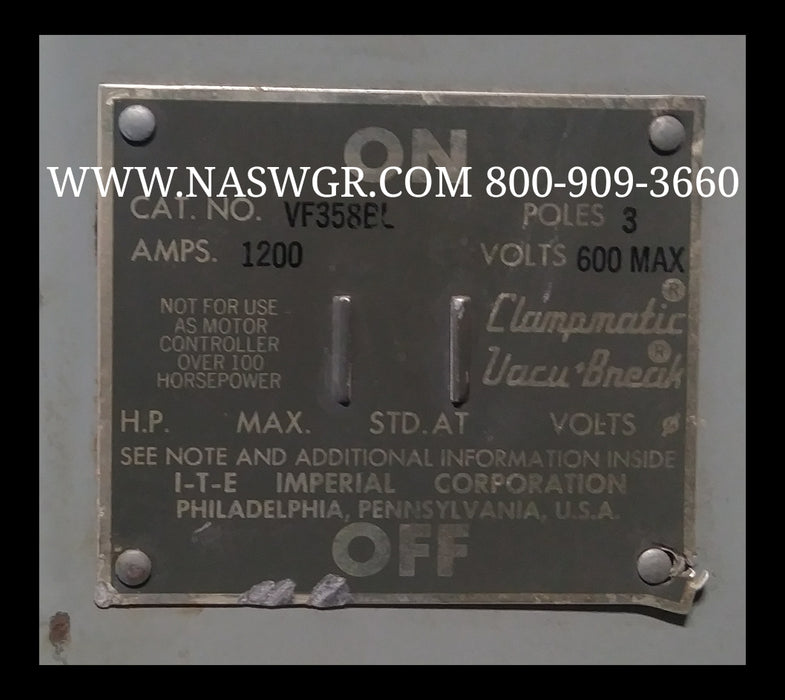 ON
WWW.NASWGR.COM 800-909-3660
CAT. NO. VF358BL POLES 3
AMPS. 1200 VOLTS 600 MAX
NOT FOR USE
AS MOTOR
CONTROLLER
OVER 100
HORSEPOWER
Clampmatic®
Vacu-Break®
H.P. MAX. STD. AT VOLTS ø
SEE NOTE AND ADDITIONAL INFORMATION INSIDE
I-T-E IMPERIAL CORPORATION
PHILADELPHIA, PENNSYLVANIA, U.S.A.
OFF